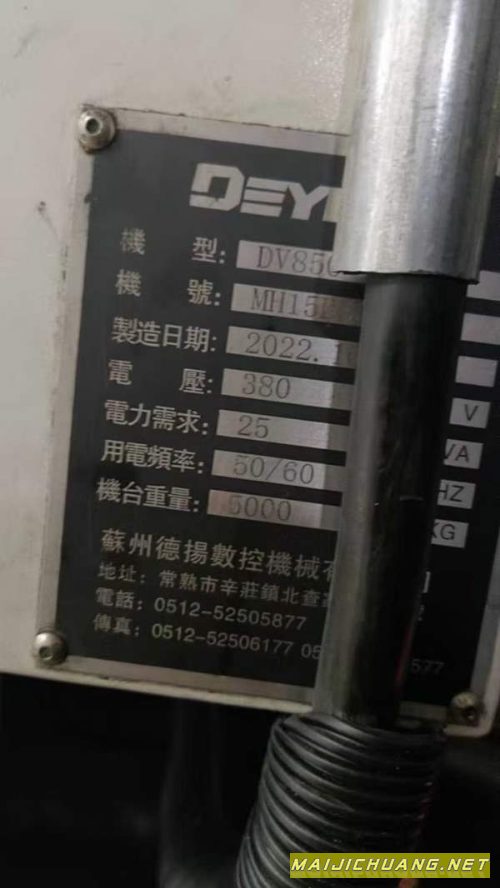 DEY
機 型: DV850
機 號: MH15
製造日期: 2022.
電 壓: 380 V
電力需求: 25 VA
用電頻率: 50/60 HZ
機台重量: 5000 KG
蘇州德揚數控機械有
地址: 常熟市辛莊鎮北查
電話: 0512-52505877
傳真: 0512-52506177 05 577
MAIJICHUANG.NET